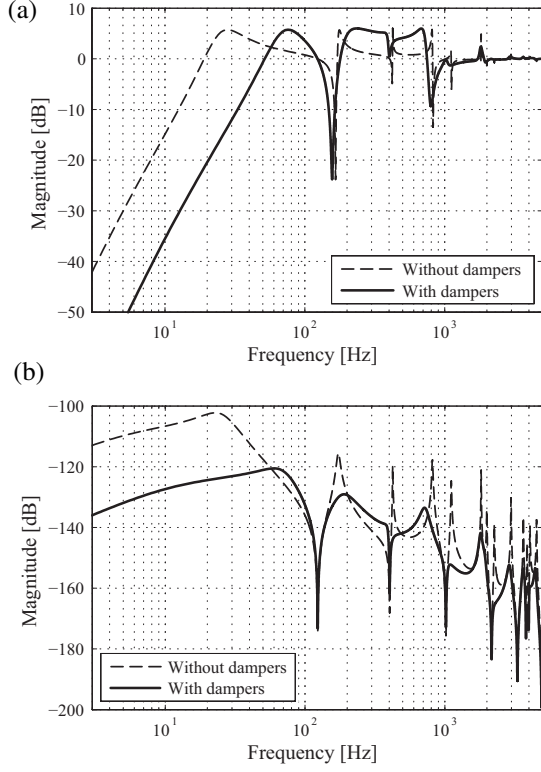 (a)
10
0
−10
−20
−30
−40
−50
Magnitude [dB]
Without dampers
With dampers
10¹ 10² 10³
Frequency [Hz]
(b)
−100
−120
−140
−160
−180
−200
Magnitude [dB]
Without dampers
With dampers
10¹ 10² 10³
Frequency [Hz]